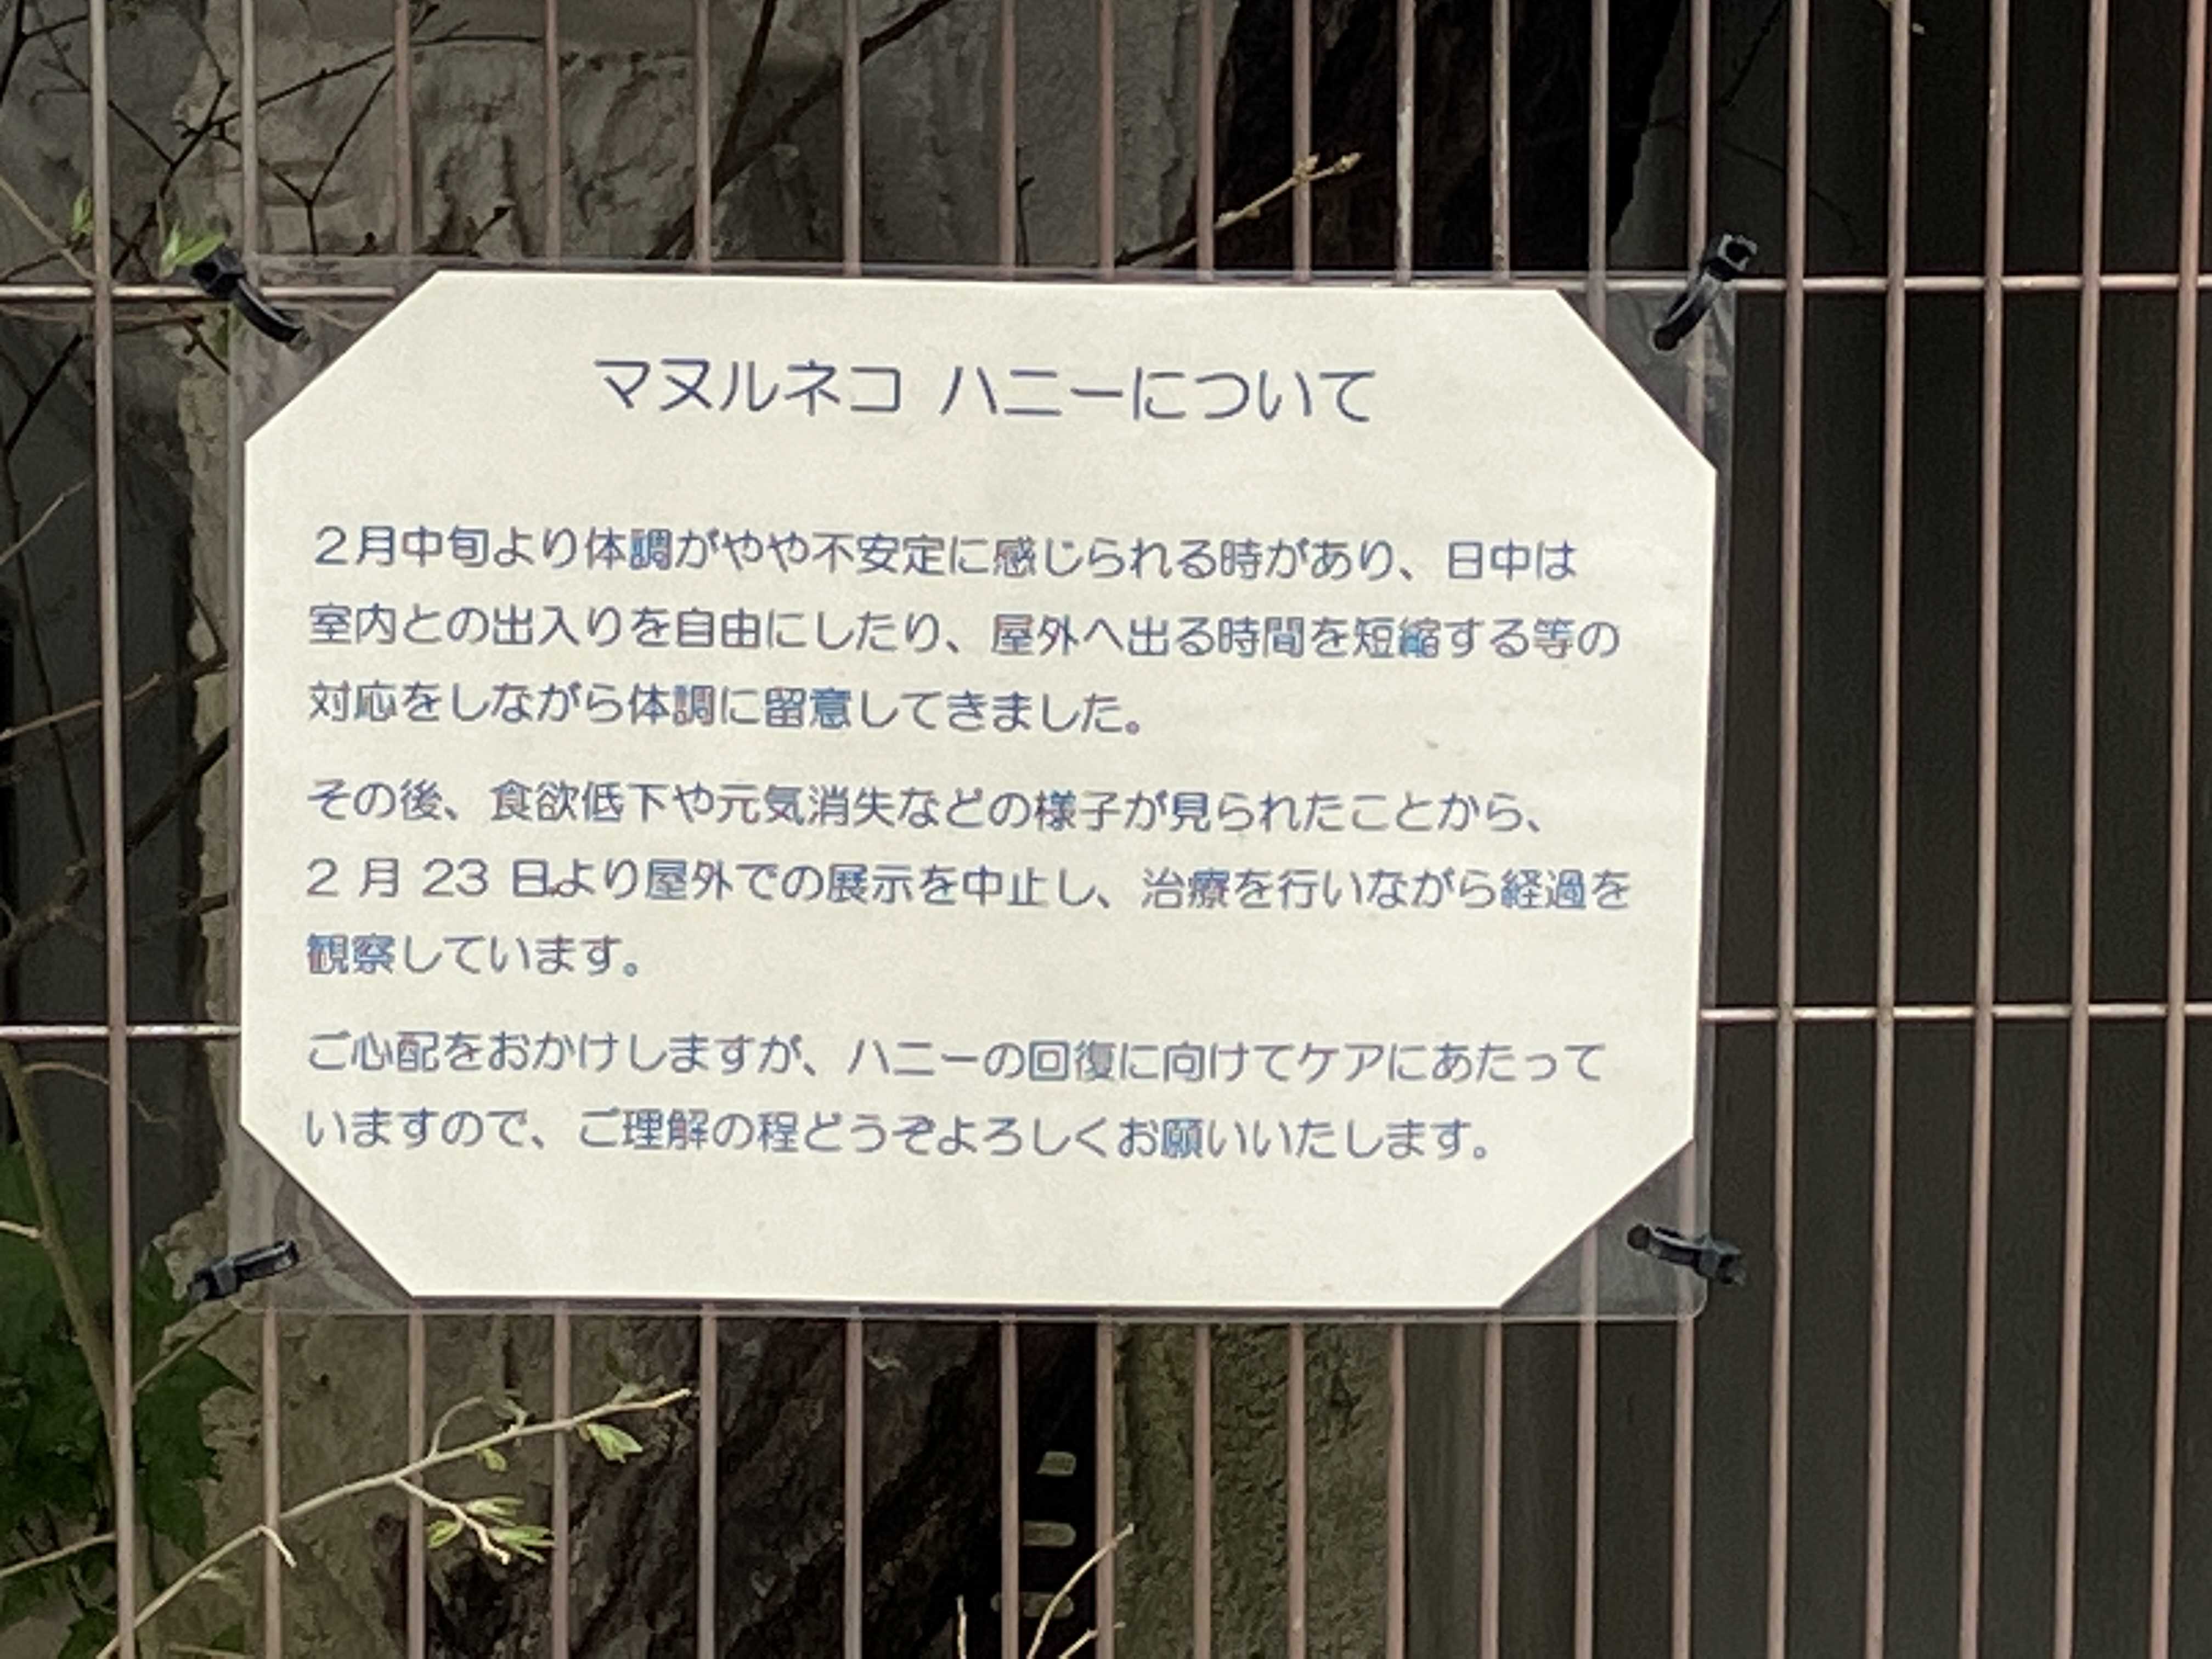 マヌルネコ ハニーについて
２月中旬より体調がやや不安定に感じられる時があり、日中は
室内との出入りを自由にしたり、屋外へ出る時間を短縮する等の
対応をしながら体調に留意してきました。
その後、食欲低下や元気消失などの様子が見られたことから、
2 月 23 日より屋外での展示を中止し、治療を行いながら経過を
観察しています。
ご心配をおかけしますが、ハニーの回復に向けてケアにあたって
いますので、ご理解の程どうぞよろしくお願いいたします。